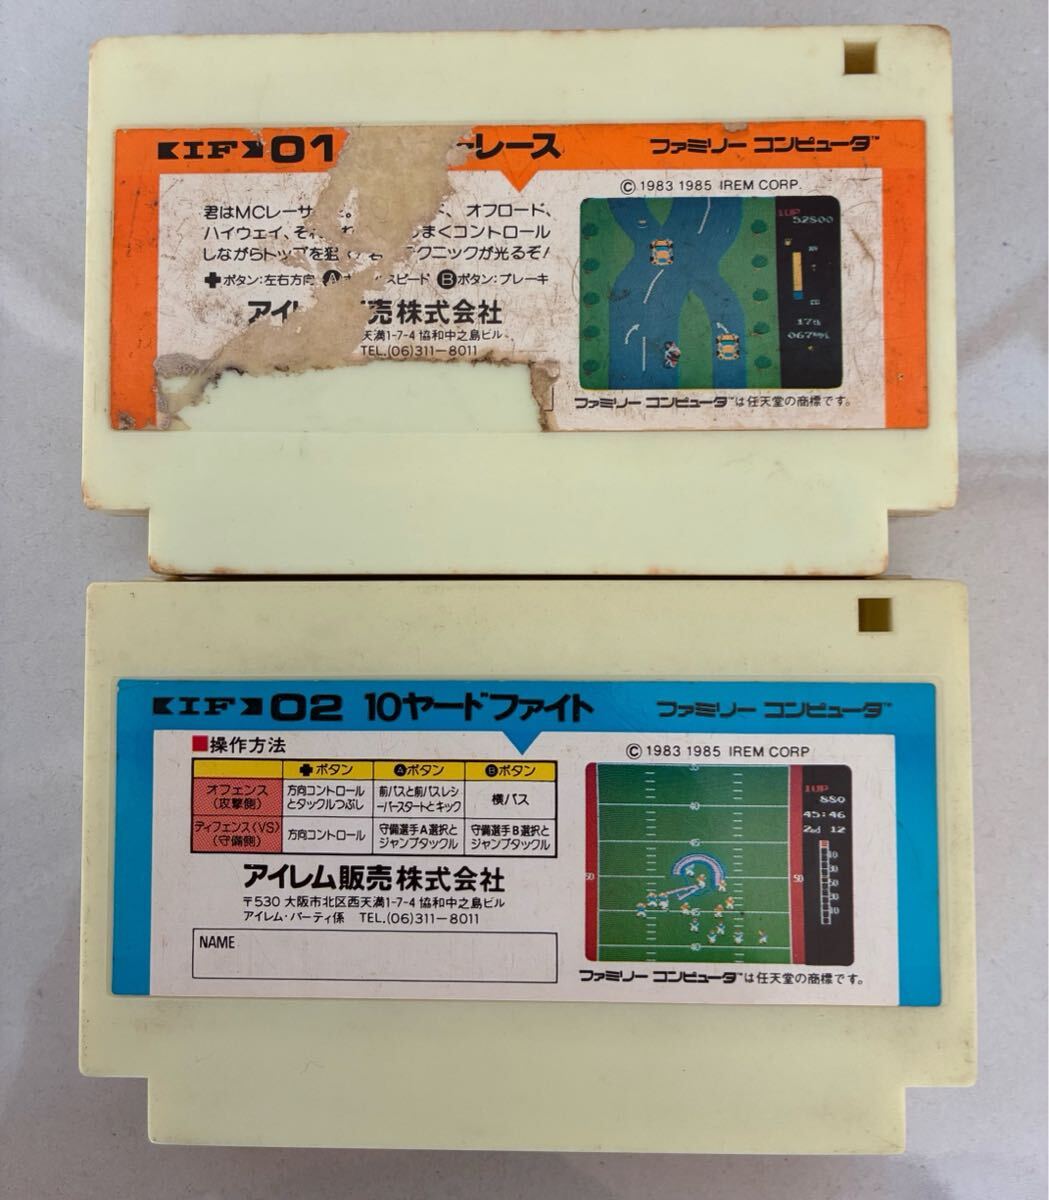 IF 01 ーレース ファミリー コンピュータ™
© 1983 1985 IREM CORP.
君はMCレーサ ド、オフロード、
ハイウェイ、それ まくコントロール
しながらトップを狙 クニックが光るぞ!
ボタン:左右方向 Ⓐ スピード Ⓑボタン:ブレーキ
アイレ 売株式会社
天満1-7-4 協和中之島ビル
TEL.(06)311-8011
1UP
52800
ファミリー コンピュータ™は任天堂の商標です。
IF 02 10ヤードファイト ファミリー コンピュータ™
■操作方法
ボタン Ⓐボタン Ⓑボタン
オフェンス(攻撃側) 方向コントロールとタックルつぶし 前パスと前パスレシーバースタートとキック 横パス
ディフェンス(VS)(守備側) 方向コントロール 守備選手A選択とジャンプタックル 守備選手B選択とジャンプタックル
アイレム販売株式会社
〒530 大阪市北区西天満1-7-4 協和中之島ビル
アイレム・パーティ係 TEL.(06)311-8011
NAME
© 1983 1985 IREM CORP
1UP
880
45:46
2nd 12
ファミリー コンピュータ™は任天堂の商標です。